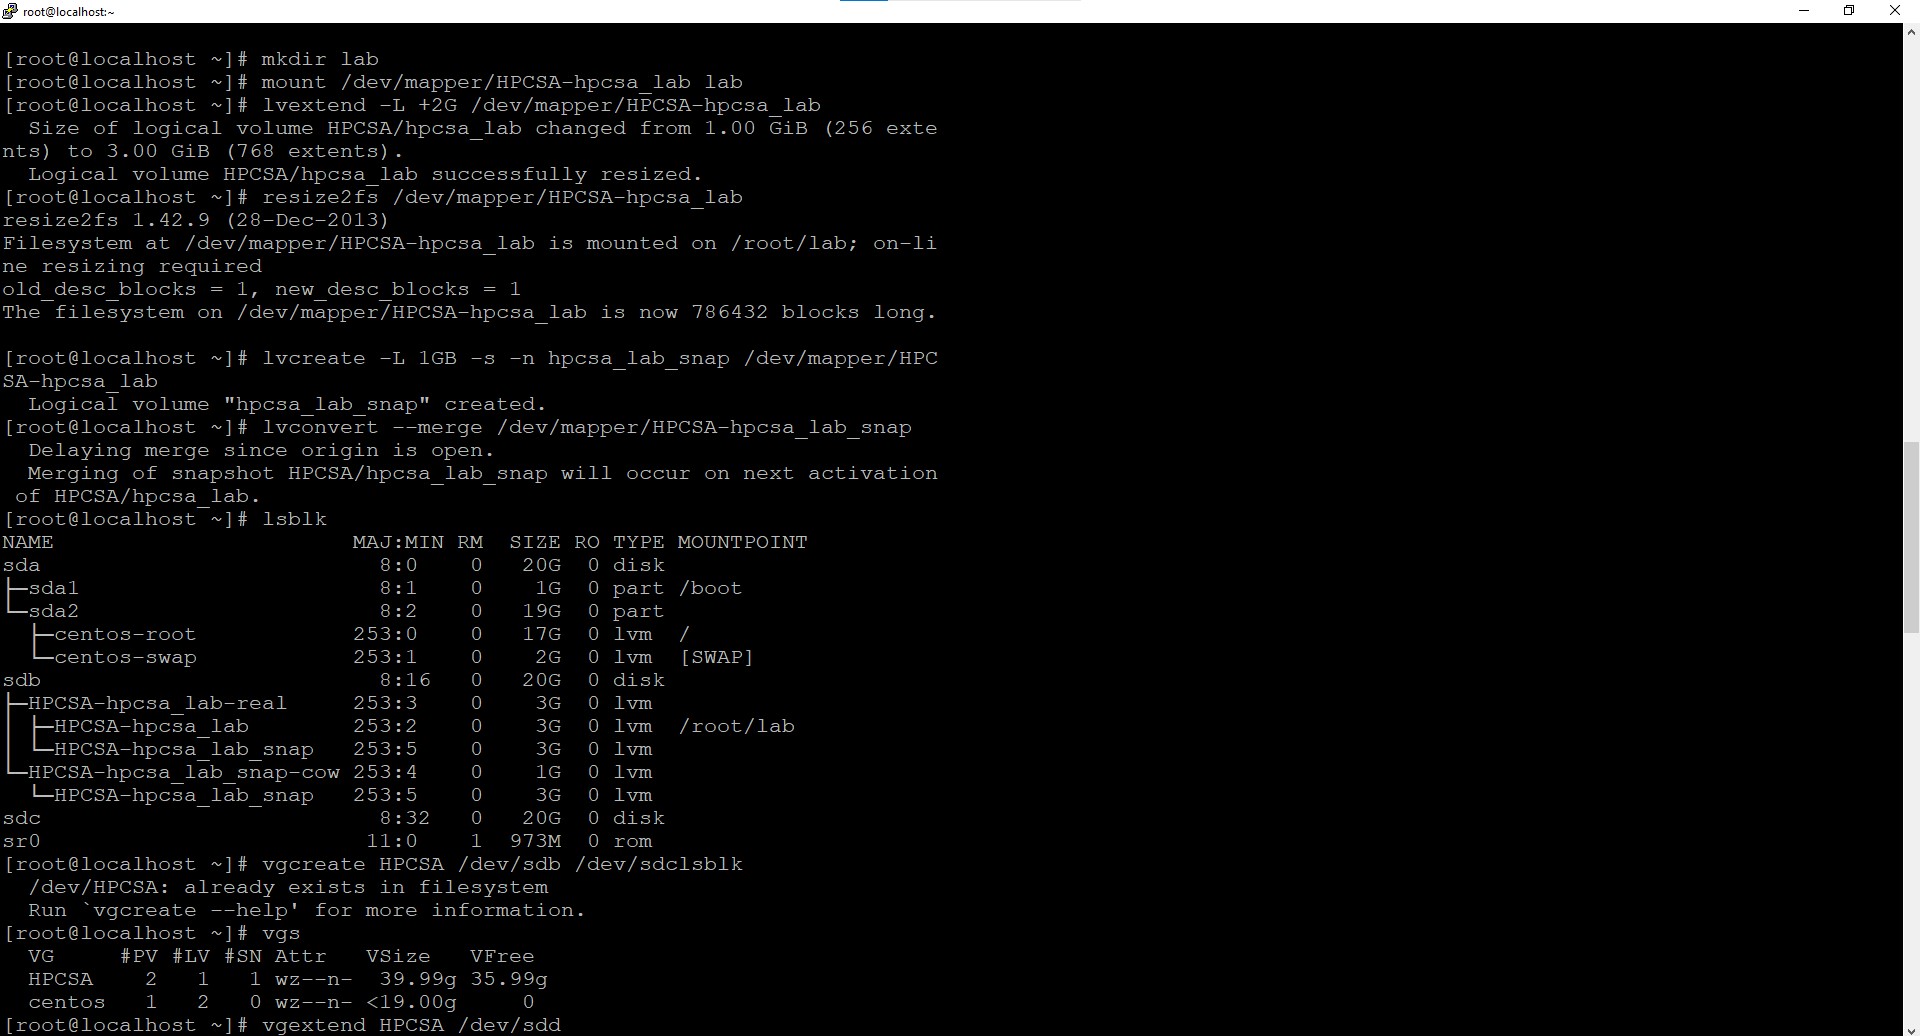 root@localhost:~
[root@localhost ~]# mkdir lab
[root@localhost ~]# mount /dev/mapper/HPCSA-hpcsa_lab lab
[root@localhost ~]# lvextend -L +2G /dev/mapper/HPCSA-hpcsa_lab
  Size of logical volume HPCSA/hpcsa_lab changed from 1.00 GiB (256 exte
nts) to 3.00 GiB (768 extents).
  Logical volume HPCSA/hpcsa_lab successfully resized.
[root@localhost ~]# resize2fs /dev/mapper/HPCSA-hpcsa_lab
resize2fs 1.42.9 (28-Dec-2013)
Filesystem at /dev/mapper/HPCSA-hpcsa_lab is mounted on /root/lab; on-li
ne resizing required
old_desc_blocks = 1, new_desc_blocks = 1
The filesystem on /dev/mapper/HPCSA-hpcsa_lab is now 786432 blocks long.
[root@localhost ~]# lvcreate -L 1GB -s -n hpcsa_lab_snap /dev/mapper/HPC
SA-hpcsa_lab
  Logical volume "hpcsa_lab_snap" created.
[root@localhost ~]# lvconvert --merge /dev/mapper/HPCSA-hpcsa_lab_snap
  Delaying merge since origin is open.
  Merging of snapshot HPCSA/hpcsa_lab_snap will occur on next activation
 of HPCSA/hpcsa_lab.
[root@localhost ~]# lsblk
NAME                       MAJ:MIN RM  SIZE RO TYPE MOUNTPOINT
sda                          8:0    0   20G  0 disk
├─sda1                       8:1    0    1G  0 part /boot
└─sda2                       8:2    0   19G  0 part
  ├─centos-root            253:0    0   17G  0 lvm  /
  └─centos-swap            253:1    0    2G  0 lvm  [SWAP]
sdb                          8:16   0   20G  0 disk
├─HPCSA-hpcsa_lab-real     253:3    0    3G  0 lvm
│ ├─HPCSA-hpcsa_lab        253:2    0    3G  0 lvm  /root/lab
│ └─HPCSA-hpcsa_lab_snap   253:5    0    3G  0 lvm
└─HPCSA-hpcsa_lab_snap-cow 253:4    0    1G  0 lvm
  └─HPCSA-hpcsa_lab_snap   253:5    0    3G  0 lvm
sdc                          8:32   0   20G  0 disk
sr0                         11:0    1  973M  0 rom
[root@localhost ~]# vgcreate HPCSA /dev/sdb /dev/sdclsblk
  /dev/HPCSA: already exists in filesystem
  Run `vgcreate --help' for more information.
[root@localhost ~]# vgs
  VG     #PV #LV #SN Attr   VSize   VFree
  HPCSA    2   1   1 wz--n-  39.99g 35.99g
  centos   1   2   0 wz--n- <19.00g     0
[root@localhost ~]# vgextend HPCSA /dev/sdd